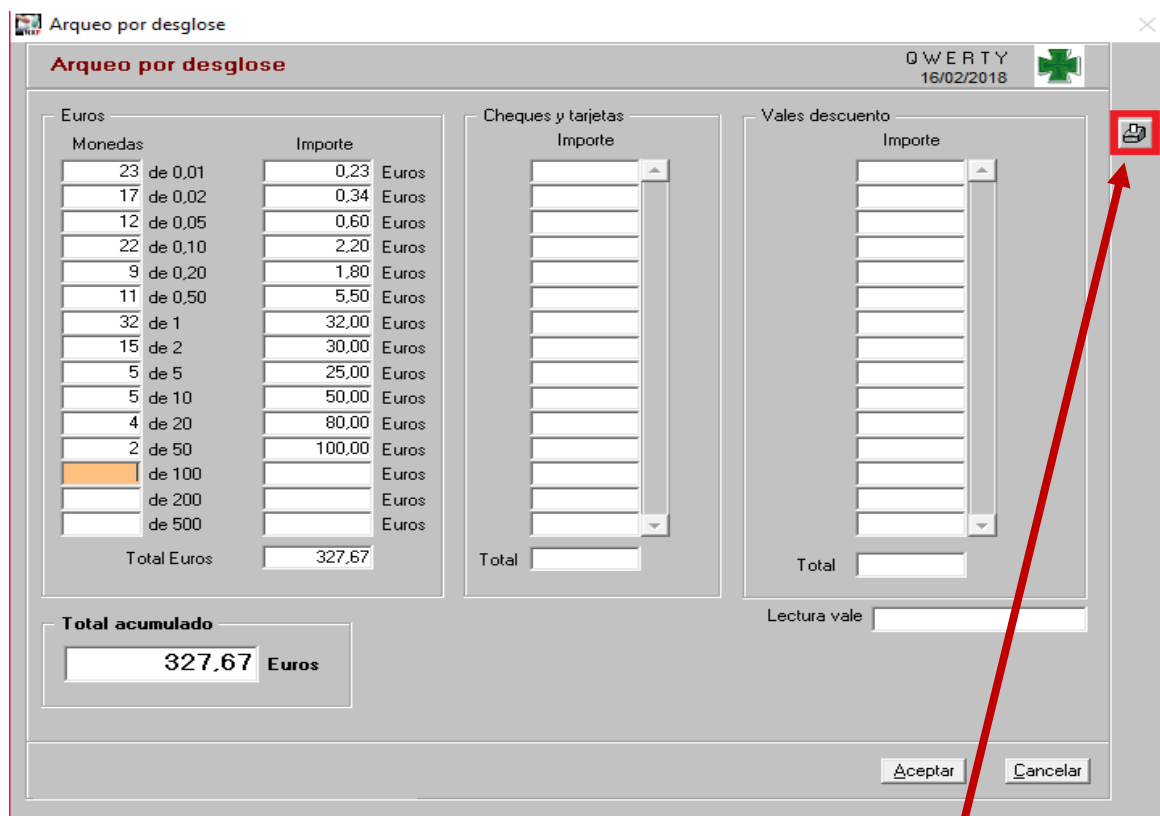 Arqueo por desglose
Arqueo por desglose
QWERTY
16/02/2018
Euros
Monedas Importe
23 de 0,01 0,23 Euros
17 de 0,02 0,34 Euros
12 de 0,05 0,60 Euros
22 de 0,10 2,20 Euros
9 de 0,20 1,80 Euros
11 de 0,50 5,50 Euros
32 de 1 32,00 Euros
15 de 2 30,00 Euros
5 de 5 25,00 Euros
5 de 10 50,00 Euros
4 de 20 80,00 Euros
2 de 50 100,00 Euros
de 100 Euros
de 200 Euros
de 500 Euros
Total Euros 327,67
Cheques y tarjetas
Importe
Total
Vales descuento
Importe
Total
Lectura vale
Total acumulado
327,67 Euros
Aceptar Cancelar